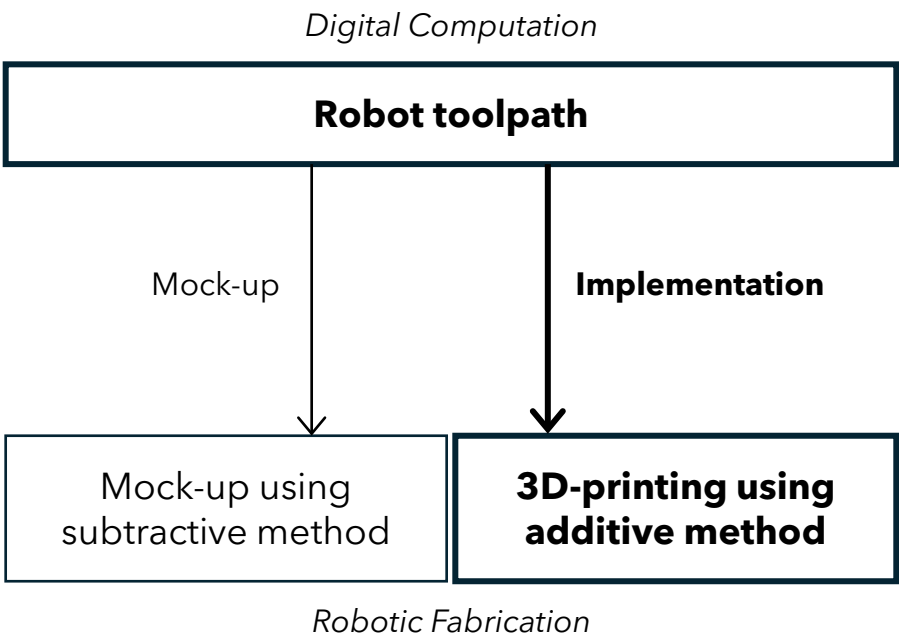 Digital Computation
Robot toolpath
Mock-up
Implementation
Mock-up using
subtractive method
3D-printing using
additive method
Robotic Fabrication